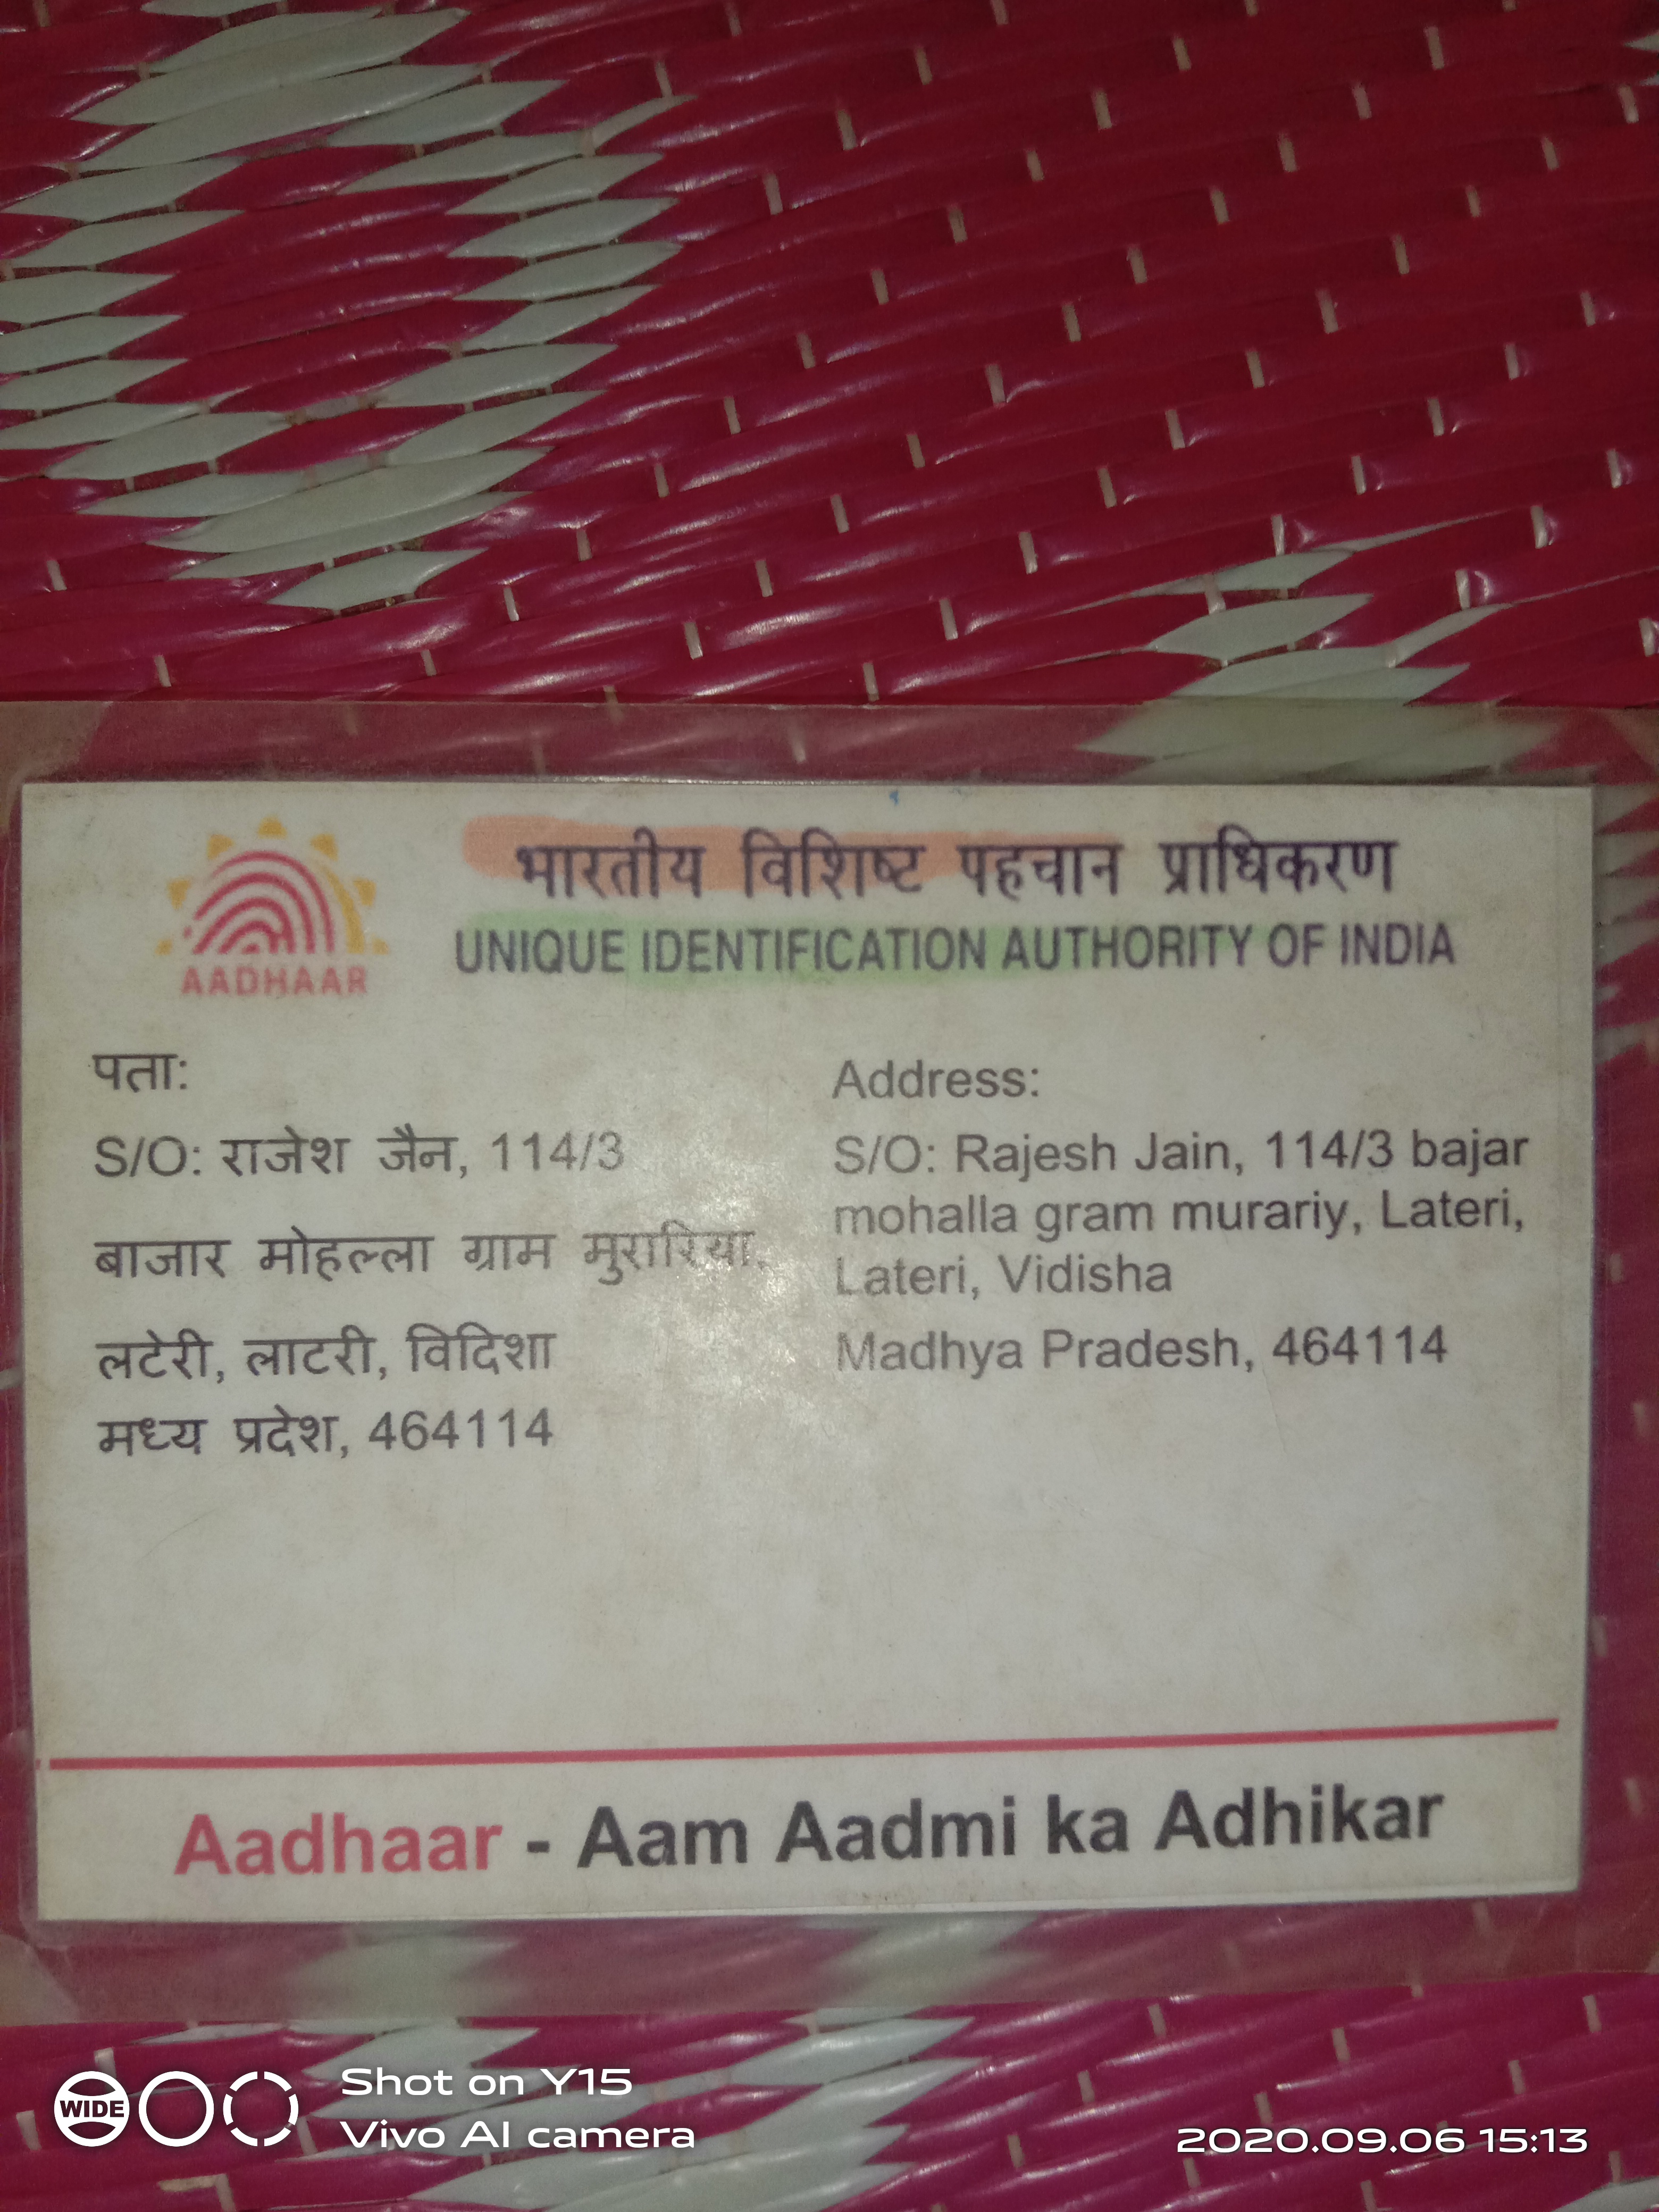 भारतीय विशिष्ट पहचान प्राधिकरण
UNIQUE IDENTIFICATION AUTHORITY OF INDIA
AADHAAR
पता:
S/O: राजेश जैन, 114/3
बाजार मोहल्ला ग्राम मुरारिया,
लटेरी, लाटरी, विदिशा
मध्य प्रदेश, 464114
Address:
S/O: Rajesh Jain, 114/3 bajar
mohalla gram murariy, Lateri,
Lateri, Vidisha
Madhya Pradesh, 464114
Aadhaar - Aam Aadmi ka Adhikar
WIDE
Shot on Y15
Vivo AI camera
2020.09.06 15:13